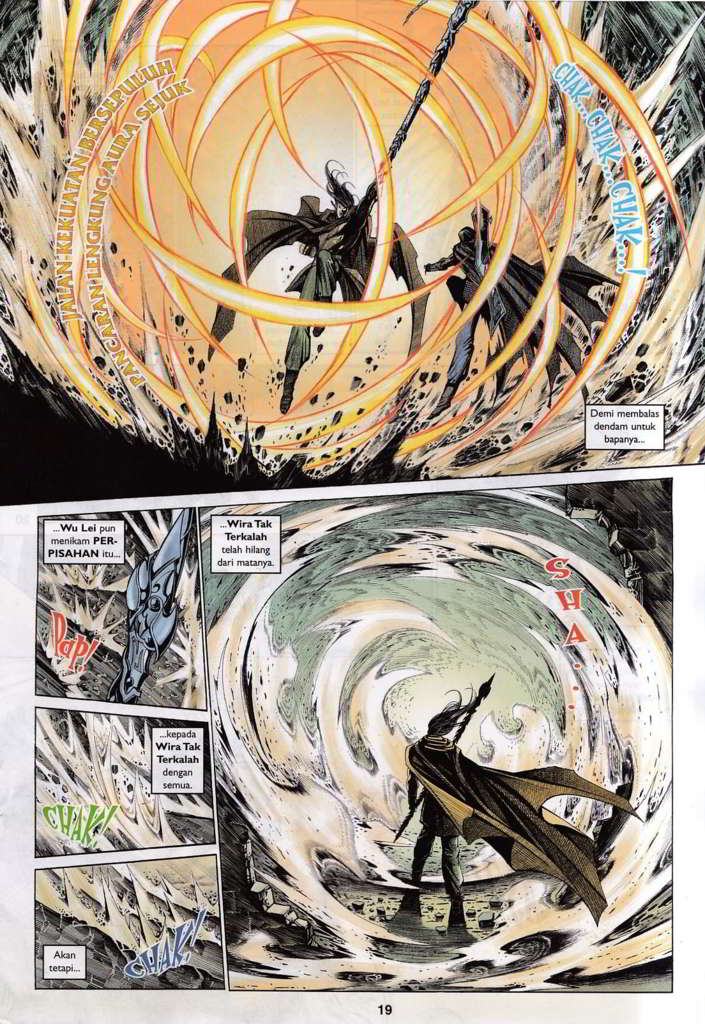 JALAN KEKUATAN BERSEPULUUH
PANCARAN LENGKUNG AURA SEJUK
CHAK...CHAK...CHAK...!
Demi membalas
dendam untuk
bapanya...
...Wu Lei pun
menikam PER-
PISAHAN itu...
Pap!
...kepada
Wira Tak
Terkalah
dengan
semua.
CHAK!
Akan
tetapi...
CHAK!
...Wira Tak
Terkalah
telah hilang
dari matanya.
SHA...
19